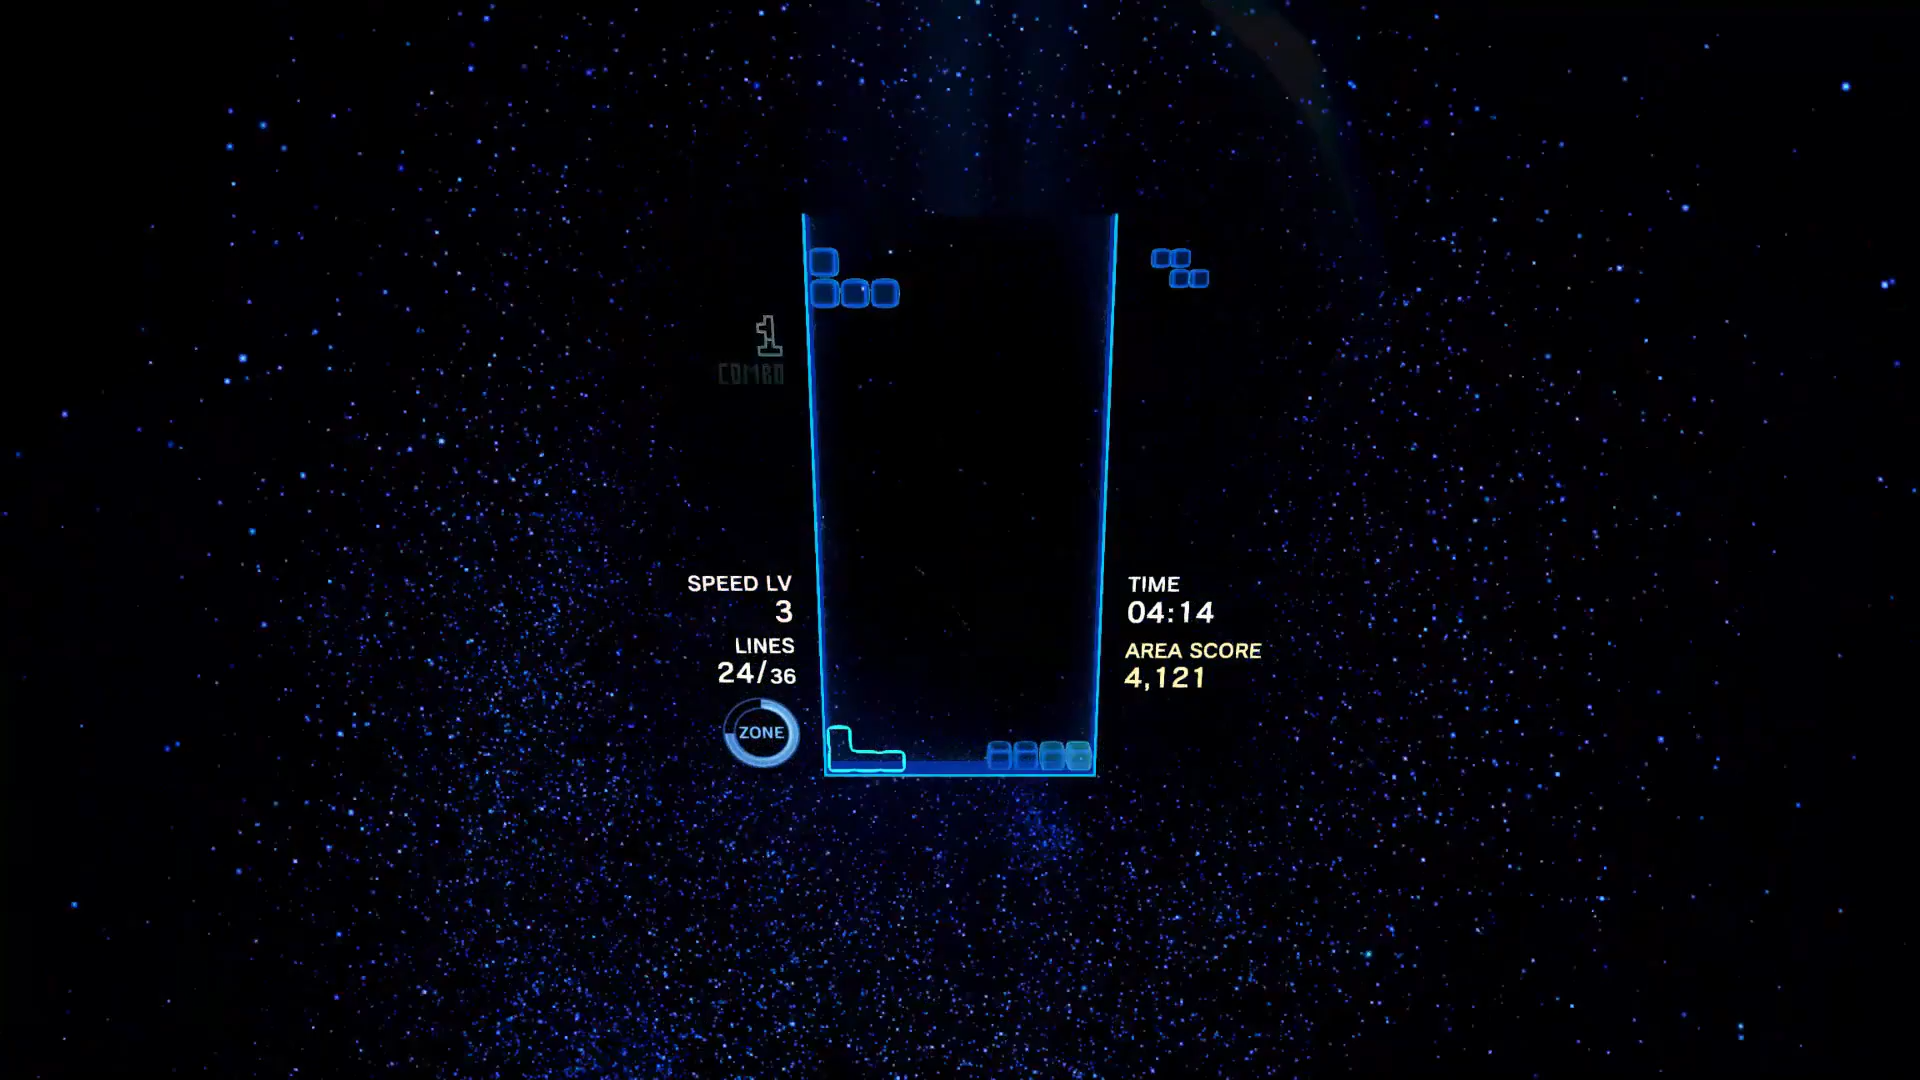 1
COMBO
SPEED LV
3
LINES
24/36
ZONE
TIME
04:14
AREA SCORE
4,121